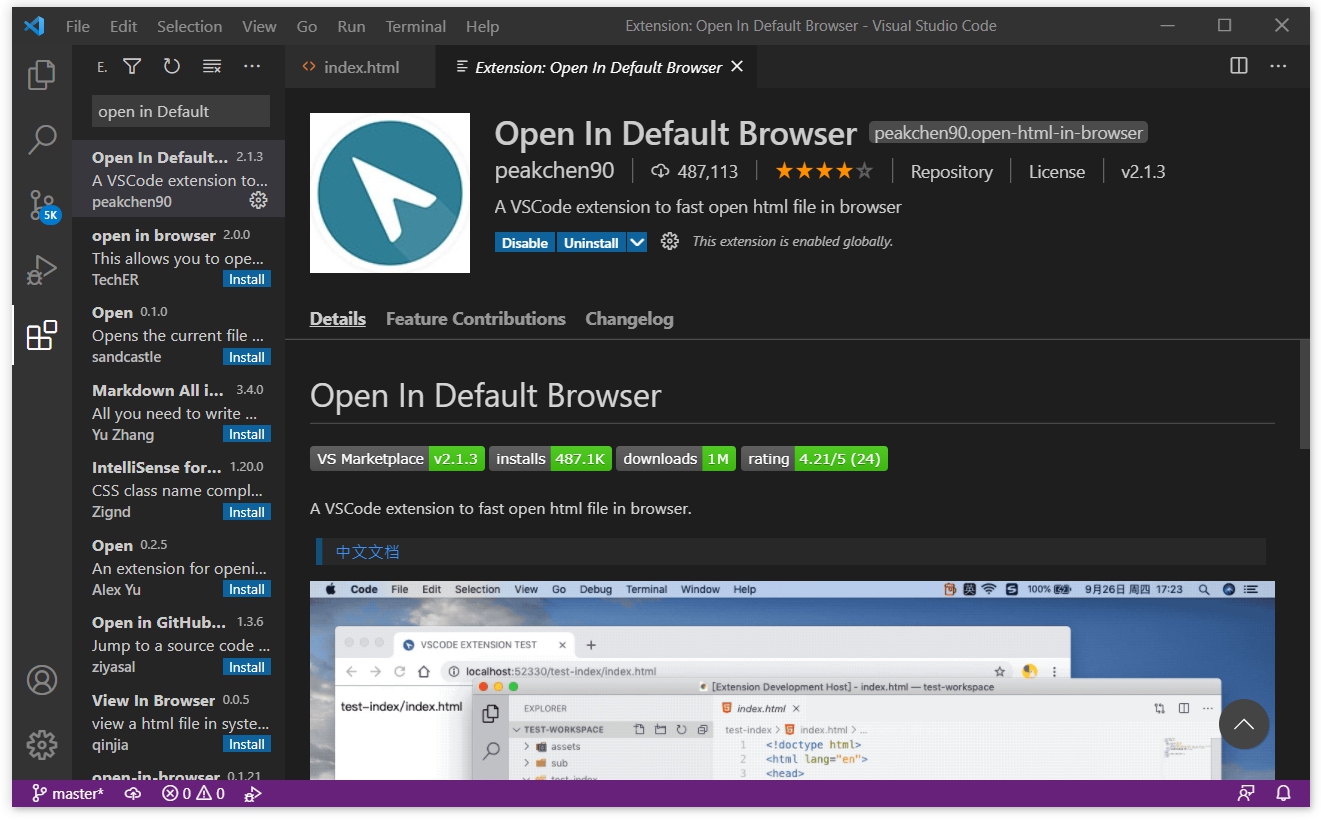 File Edit Selection View Go Run Terminal Help Extension: Open In Default Browser - Visual Studio Code
E.
index.html
Extension: Open In Default Browser
open in Default
Open In Default... 2.1.3
A VSCode extension to...
peakchen90
open in browser 2.0.0
This allows you to ope...
TechER Install
Open 0.1.0
Opens the current file ...
sandcastle Install
Markdown All i... 3.4.0
All you need to write ...
Yu Zhang Install
IntelliSense for... 1.20.0
CSS class name compl...
Zignd Install
Open 0.2.5
An extension for openi...
Alex Yu Install
Open in GitHub... 1.3.6
Jump to a source code ...
ziyasal Install
View In Browser 0.0.5
view a html file in syste...
qinjia Install
open-in-browser 0.1.21
5K
Open In Default Browser peakchen90.open-html-in-browser
peakchen90 487,113 Repository License v2.1.3
A VSCode extension to fast open html file in browser
Disable Uninstall This extension is enabled globally.
Details Feature Contributions Changelog
Open In Default Browser
VS Marketplace v2.1.3 installs 487.1K downloads 1M rating 4.21/5 (24)
A VSCode extension to fast open html file in browser.
中文文档
Code File Edit Selection View Go Debug Terminal Window Help 英 S 100% 9月26日 周四 17:23
VSCODE EXTENSION TEST
localhost:52330/test-index/index.html
test-index/index.html
[Extension Development Host] - index.html — test-workspace
EXPLORER
index.html
TEST-WORKSPACE
test-index > index.html > ...
assets
1 <!doctype html>
sub
2 <html lang="en">
test-index
3 <head>
master* 0 0